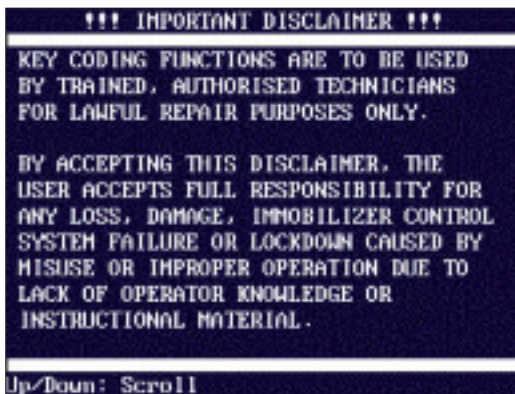 !!! IMPORTANT DISCLAIMER !!!
KEY CODING FUNCTIONS ARE TO BE USED
BY TRAINED, AUTHORISED TECHNICIANS
FOR LAWFUL REPAIR PURPOSES ONLY.
BY ACCEPTING THIS DISCLAIMER, THE
USER ACCEPTS FULL RESPONSIBILITY FOR
ANY LOSS, DAMAGE, IMMOBILIZER CONTROL
SYSTEM FAILURE OR LOCKDOWN CAUSED BY
MISUSE OR IMPROPER OPERATION DUE TO
LACK OF OPERATOR KNOWLEDGE OR
INSTRUCTIONAL MATERIAL.
Up/Down: Scroll